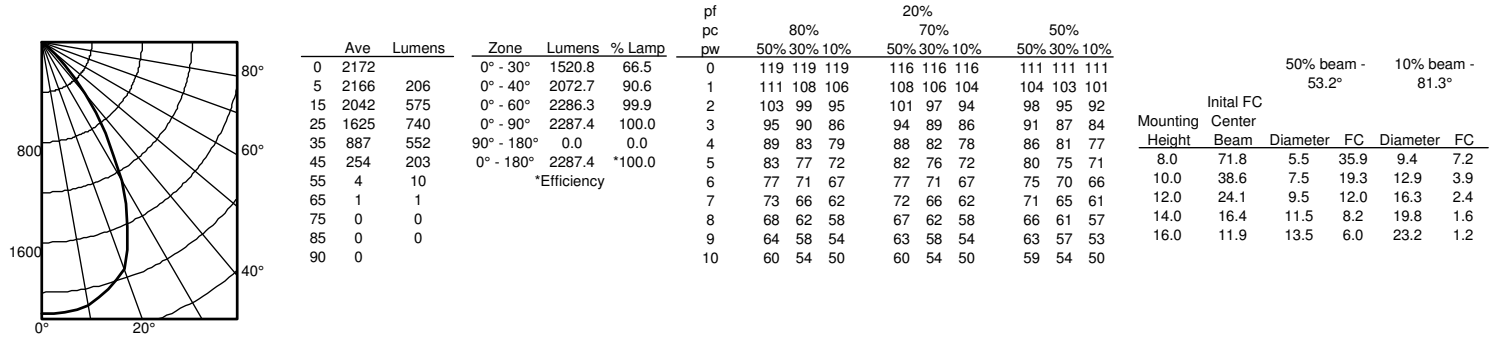 80°
60°
40°
800
1600
0° 20°
Ave Lumens
0 2172
5 2166 206
15 2042 575
25 1625 740
35 887 552
45 254 203
55 4 10
65 1 1
75 0 0
85 0 0
90 0
Zone Lumens % Lamp
0° - 30° 1520.8 66.5
0° - 40° 2072.7 90.6
0° - 60° 2286.3 99.9
0° - 90° 2287.4 100.0
90° - 180° 0.0 0.0
0° - 180° 2287.4 *100.0
*Efficiency
pf 20%
pc 80% 70% 50%
pw 50% 30% 10% 50% 30% 10% 50% 30% 10%
0 119 119 119 116 116 116 111 111 111
1 111 108 106 108 106 104 104 103 101
2 103 99 95 101 97 94 98 95 92
3 95 90 86 94 89 86 91 87 84
4 89 83 79 88 82 78 86 81 77
5 83 77 72 82 76 72 80 75 71
6 77 71 67 77 71 67 75 70 66
7 73 66 62 72 66 62 71 65 61
8 68 62 58 67 62 58 66 61 57
9 64 58 54 63 58 54 63 57 53
10 60 54 50 60 54 50 59 54 50
50% beam - 10% beam -
53.2° 81.3°
Inital FC
Mounting Center
Height Beam Diameter FC Diameter FC
8.0 71.8 5.5 35.9 9.4 7.2
10.0 38.6 7.5 19.3 12.9 3.9
12.0 24.1 9.5 12.0 16.3 2.4
14.0 16.4 11.5 8.2 19.8 1.6
16.0 11.9 13.5 6.0 23.2 1.2